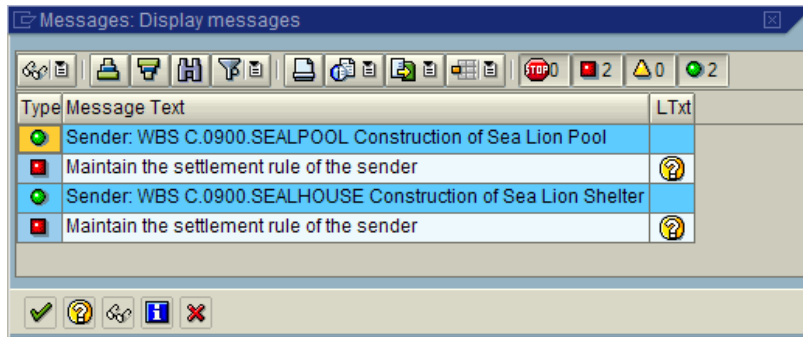 Messages: Display messages
STOP 0 2 0 2
Type Message Text LTxt
Sender: WBS C.0900.SEALPOOL Construction of Sea Lion Pool
Maintain the settlement rule of the sender
Sender: WBS C.0900.SEALHOUSE Construction of Sea Lion Shelter
Maintain the settlement rule of the sender